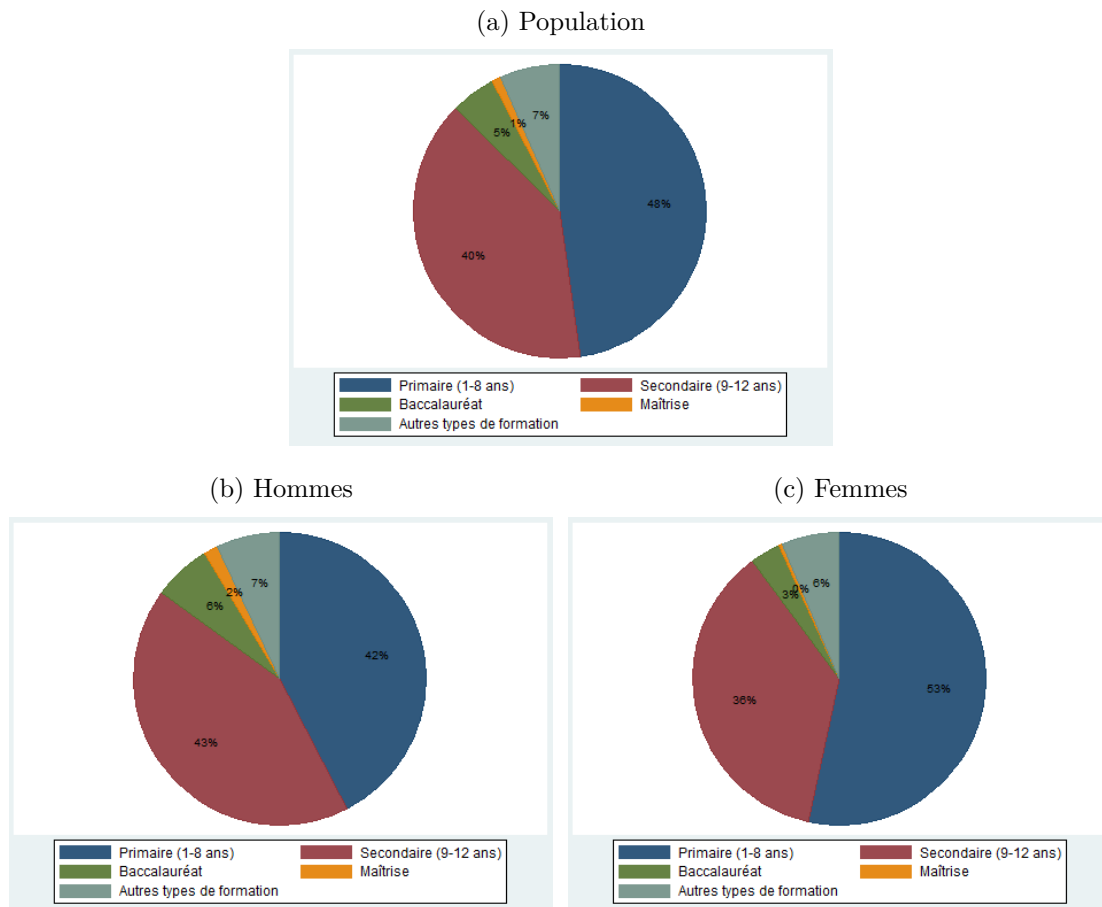 (a) Population
7%
1%
5%
48%
40%
Primaire (1-8 ans) Secondaire (9-12 ans)
Baccalauréat Maîtrise
Autres types de formation
(b) Hommes
7%
2%
6%
42%
43%
Primaire (1-8 ans) Secondaire (9-12 ans)
Baccalauréat Maîtrise
Autres types de formation
(c) Femmes
6%
0%
3%
53%
36%
Primaire (1-8 ans) Secondaire (9-12 ans)
Baccalauréat Maîtrise
Autres types de formation